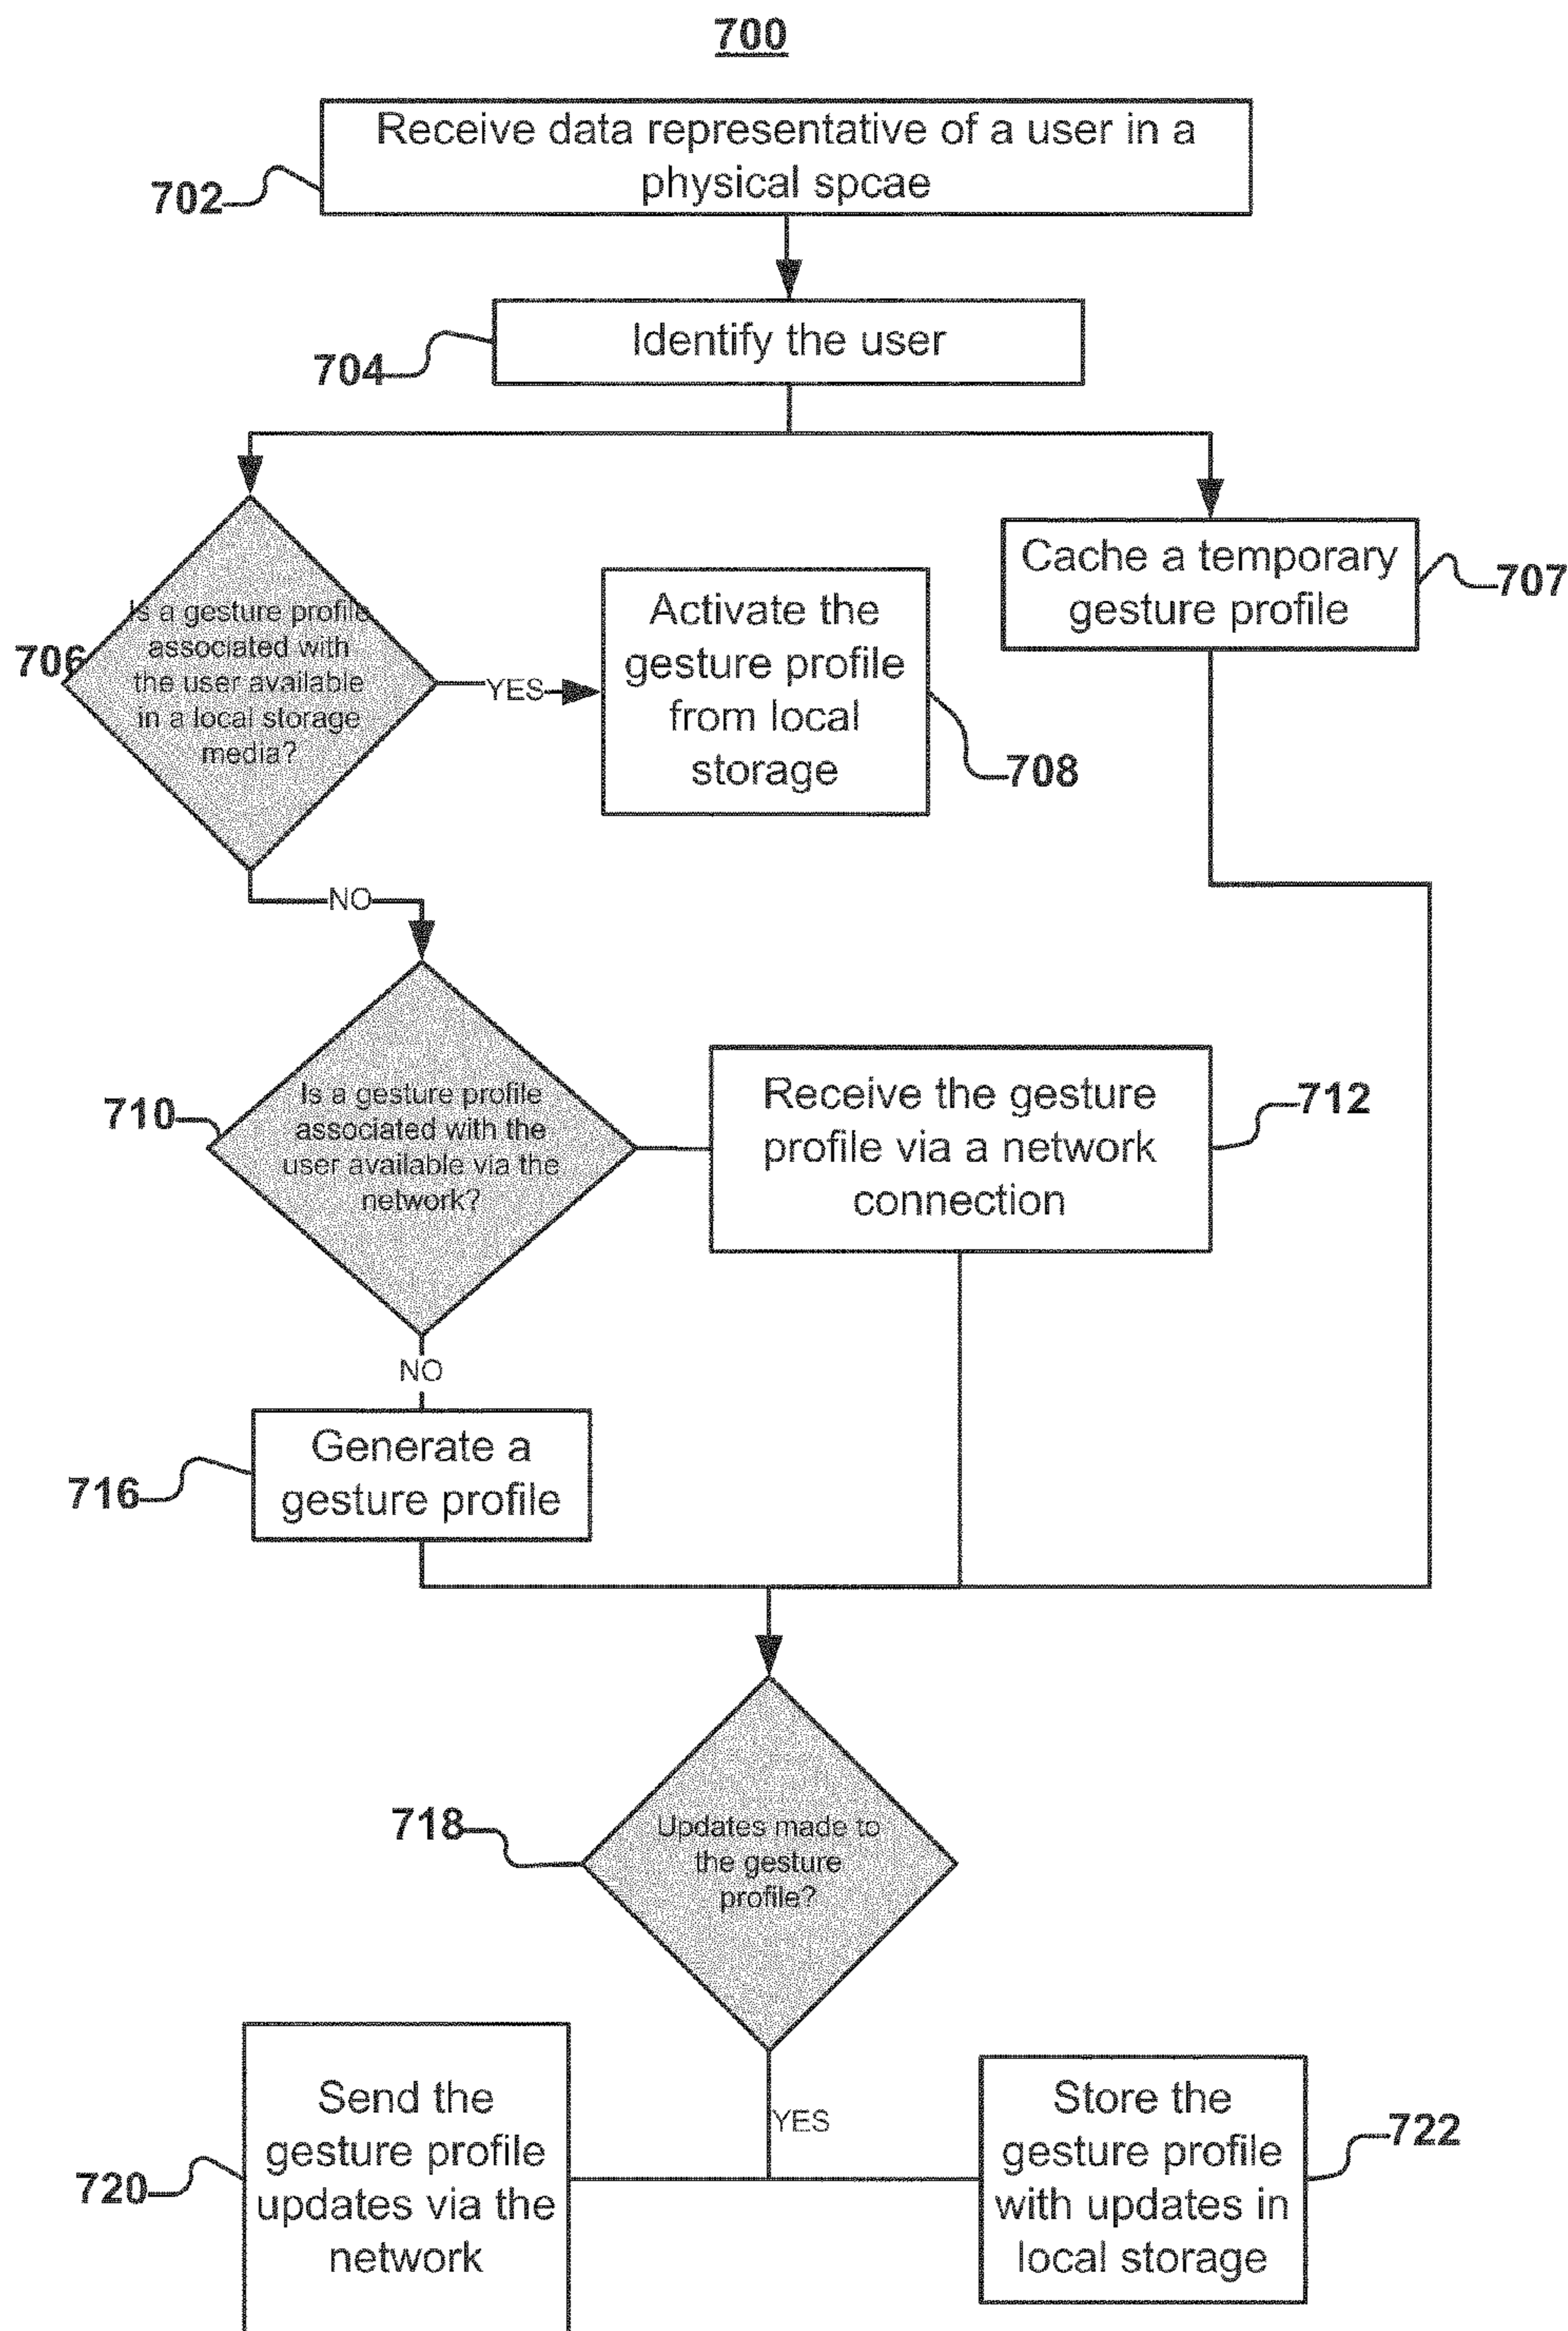 700
Receive data representative of a user in a
physical spcae
702
Identify the user
704
Is a gesture profile
associated with
the user available
in a local storage
media?
706
YES
Activate the
gesture profile
from local
storage
708
Cache a temporary
gesture profile
707
NO
Is a gesture profile
associated with the
user available via the
network?
710
Receive the gesture
profile via a network
connection
712
NO
Generate a
gesture profile
716
Updates made to
the gesture
profile?
718
YES
Send the
gesture profile
updates via the
network
720
Store the
gesture profile
with updates in
local storage
722